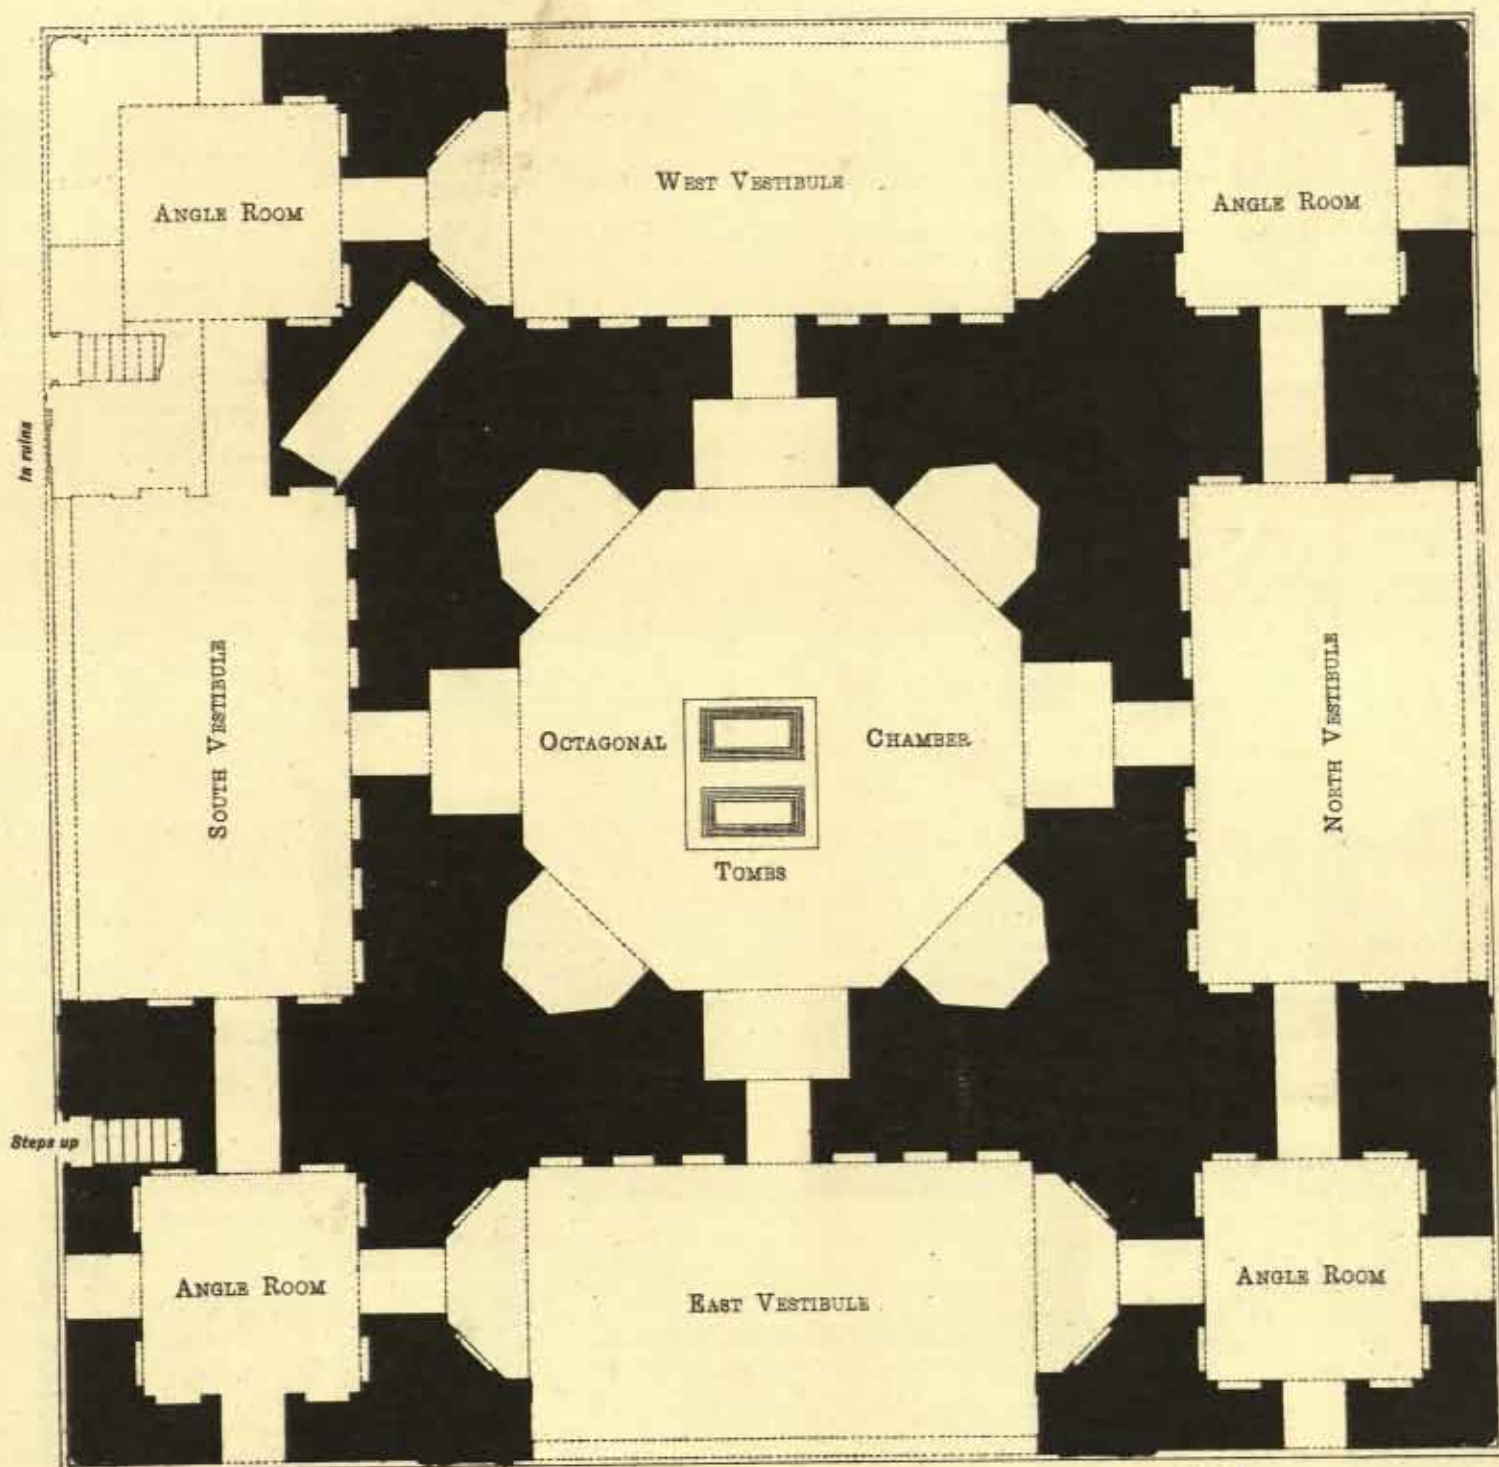 West Vestibule
Angle Room
Angle Room
In ruins
South Vestibule
Octagonal
Chamber
North Vestibule
Tombs
Steps up
Angle Room
East Vestibule
Angle Room